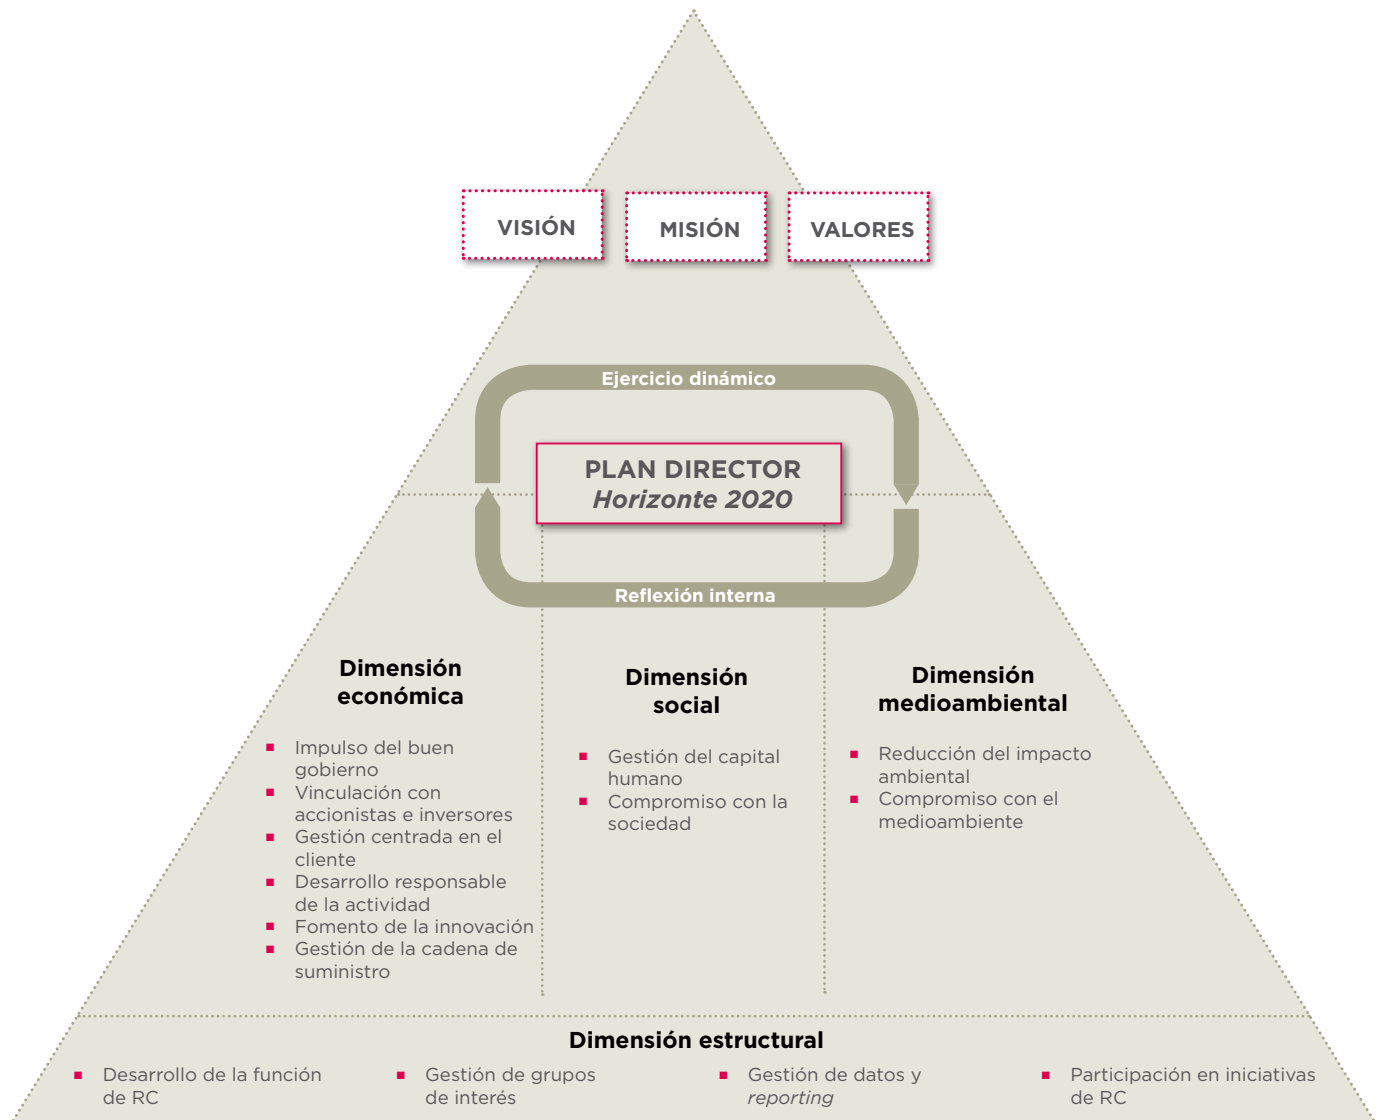 VISIÓN
MISIÓN
VALORES
Ejercicio dinámico
PLAN DIRECTOR
Horizonte 2020
Reflexión interna
Dimensión
económica
Impulso del buen
gobierno
Vinculación con
accionistas e inversores
Gestión centrada en el
cliente
Desarrollo responsable
de la actividad
Fomento de la innovación
Gestión de la cadena de
suministro
Dimensión
social
Gestión del capital
humano
Compromiso con la
sociedad
Dimensión
medioambiental
Reducción del impacto
ambiental
Compromiso con el
medioambiente
Dimensión estructural
Desarrollo de la función
de RC
Gestión de grupos
de interés
Gestión de datos y
reporting
Participación en iniciativas
de RC